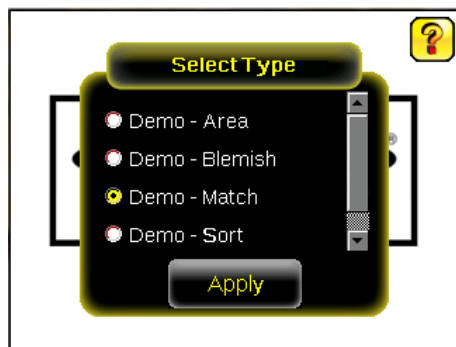 ?
Select Type
Demo - Area
Demo - Blemish
Demo - Match
Demo - Sort
Apply
®